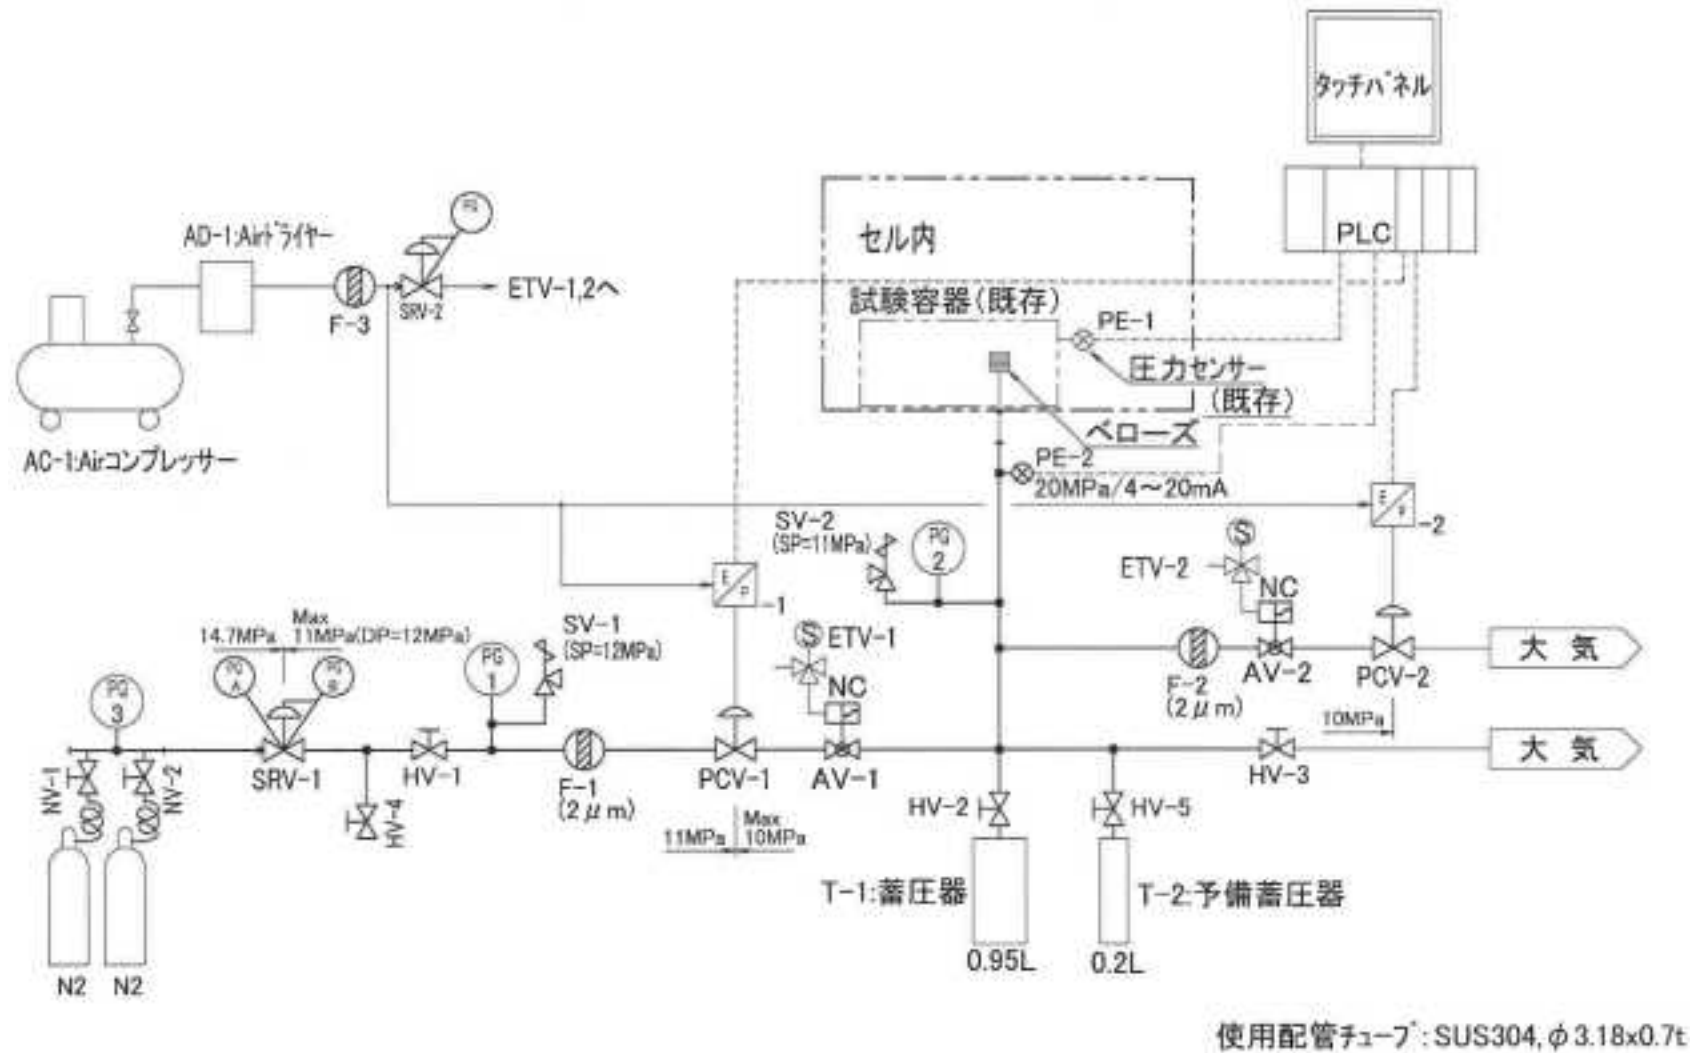 タッチパネル
PLC
セル内
試験容器(既存)
PE-1
圧力センサー
(既存)
ベローズ
PE-2
20MPa/4～20mA
AD-1:Airドライヤー
PG
F-3
SRV-2
ETV-1,2へ
AC-1:Airコンプレッサー
E
P
-2
SV-2
(SP=11MPa)
PG
2
E
P
-1
S
ETV-2
NC
14.7MPa
Max
11MPa(DP=12MPa)
SV-1
(SP=12MPa)
S
ETV-1
NC
F-2
(2μm)
AV-2
PCV-2
大気
10MPa
PG
3
PG
A
PG
B
PG
1
NV-1
NV-2
SRV-1
HV-4
HV-1
F-1
(2μm)
PCV-1
AV-1
HV-3
大気
11MPa
Max
10MPa
HV-2
HV-5
T-1:蓄圧器
T-2:予備蓄圧器
0.95L
0.2L
N2
N2
使用配管チューブ:SUS304,φ3.18x0.7t